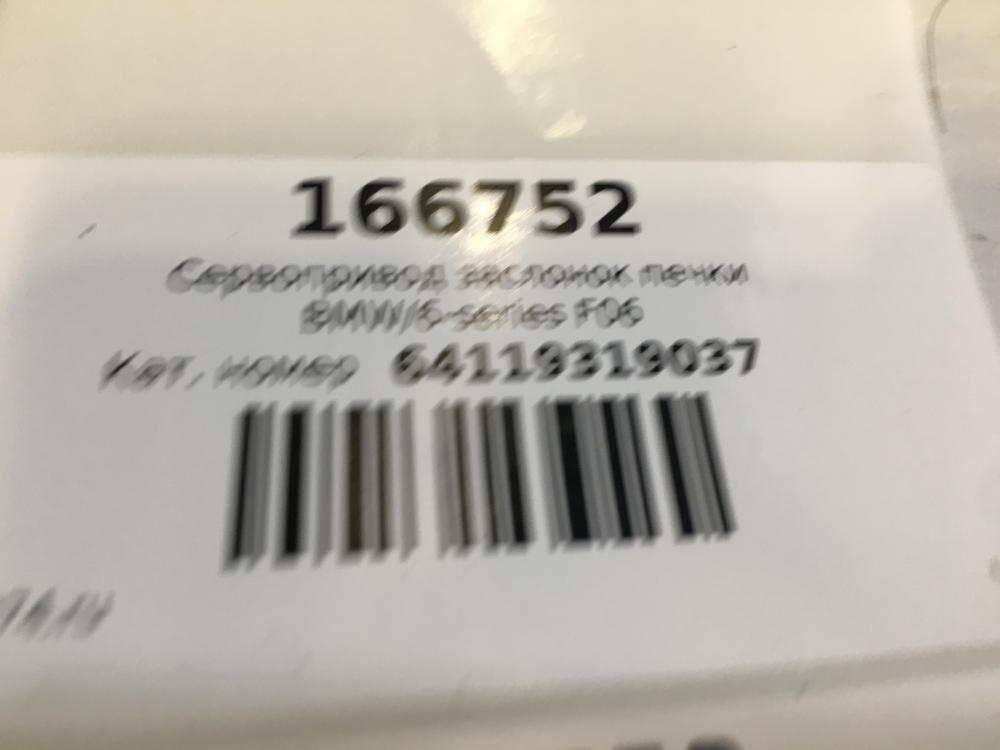 166752
Сервопривод заслонок печки
BMW/6-series F06
Кат. номер 64119319037